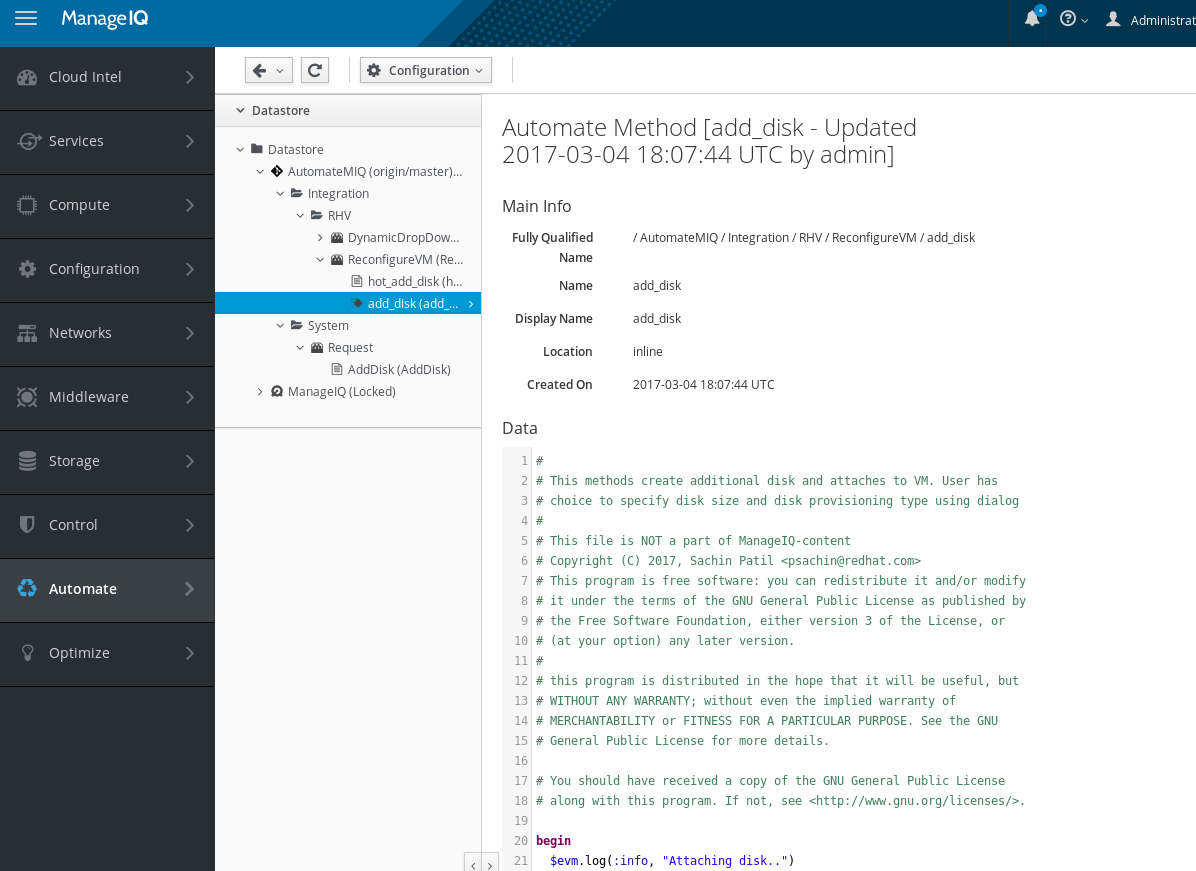 ManageIQ
Administrat
Cloud Intel
Services
Compute
Configuration
Networks
Middleware
Storage
Control
Automate
Optimize
Configuration
Datastore
Datastore
AutomateMIQ (origin/master)...
Integration
RHV
DynamicDropDow...
ReconfigureVM (Re...
hot_add_disk (h...
add_disk (add_...
System
Request
AddDisk (AddDisk)
ManageIQ (Locked)
Automate Method [add_disk - Updated
2017-03-04 18:07:44 UTC by admin]
Main Info
Fully Qualified Name / AutomateMIQ / Integration / RHV / ReconfigureVM / add_disk
Name add_disk
Display Name add_disk
Location inline
Created On 2017-03-04 18:07:44 UTC
Data
1 #
2 # This methods create additional disk and attaches to VM. User has
3 # choice to specify disk size and disk provisioning type using dialog
4 #
5 # This file is NOT a part of ManageIQ-content
6 # Copyright (C) 2017, Sachin Patil <psachin@redhat.com>
7 # This program is free software: you can redistribute it and/or modify
8 # it under the terms of the GNU General Public License as published by
9 # the Free Software Foundation, either version 3 of the License, or
10 # (at your option) any later version.
11 #
12 # this program is distributed in the hope that it will be useful, but
13 # WITHOUT ANY WARRANTY; without even the implied warranty of
14 # MERCHANTABILITY or FITNESS FOR A PARTICULAR PURPOSE. See the GNU
15 # General Public License for more details.
16
17 # You should have received a copy of the GNU General Public License
18 # along with this program. If not, see <http://www.gnu.org/licenses/>.
19
20 begin
21 $evm.log(:info, "Attaching disk..")